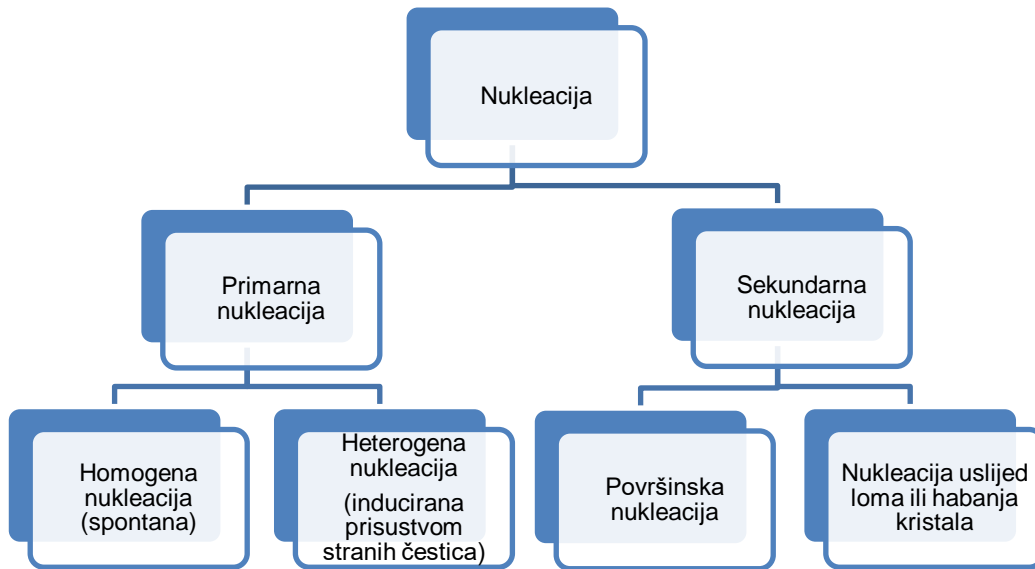 Nukleacija
Primarna
nukleacija
Sekundarna
nukleacija
Homogena
nukleacija
(spontana)
Heterogena
nukleacija
(inducirana
prisustvom
stranih čestica)
Površinska
nukleacija
Nukleacija uslijed
loma ili habanja
kristala